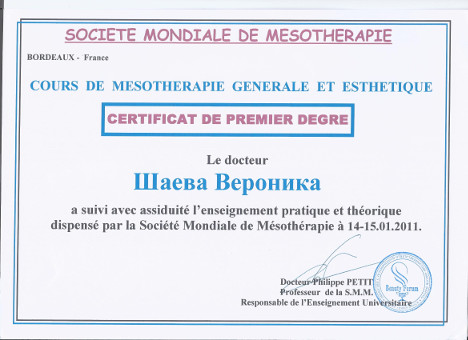 SOCIETE MONDIALE DE MESOTHERAPIE
BORDEAUX - France
COURS DE MESOTHERAPIE GENERALE ET ESTHETIQUE
CERTIFICAT DE PREMIER DEGRE
Le docteur
Шаева Вероника
a suivi avec assiduité l'enseignement pratique et théorique
dispensé par la Société Mondiale de Mésothérapie à 14-15.01.2011.
Docteur Philippe PETIT
Professeur de la S.M.M.
Responsable de l'Enseignement Universitaire
Beauty Forum